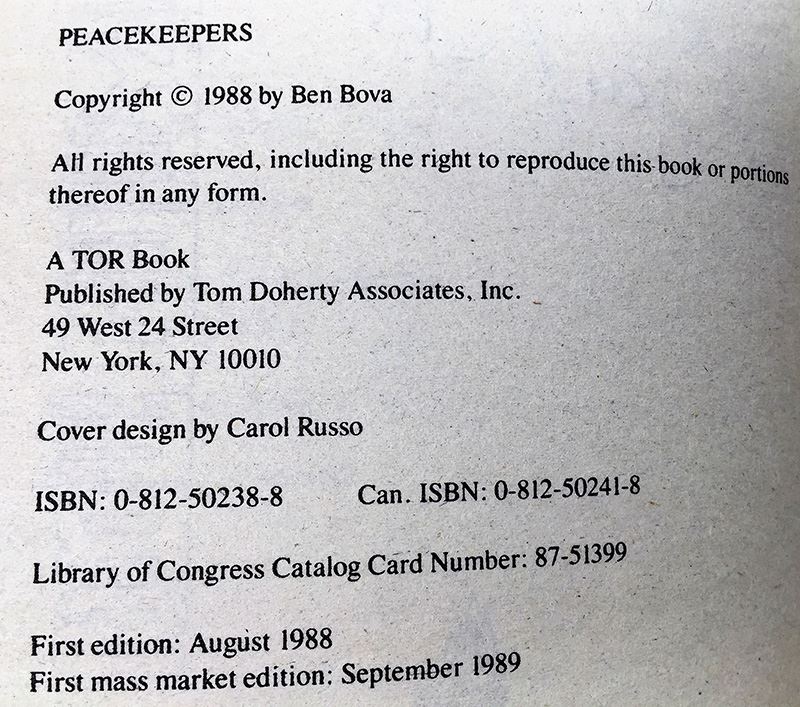 PEACEKEEPERS
Copyright © 1988 by Ben Bova
All rights reserved, including the right to reproduce this book or portions
thereof in any form.
A TOR Book
Published by Tom Doherty Associates, Inc.
49 West 24 Street
New York, NY 10010
Cover design by Carol Russo
ISBN: 0-812-50238-8 Can. ISBN: 0-812-50241-8
Library of Congress Catalog Card Number: 87-51399
First edition: August 1988
First mass market edition: September 1989